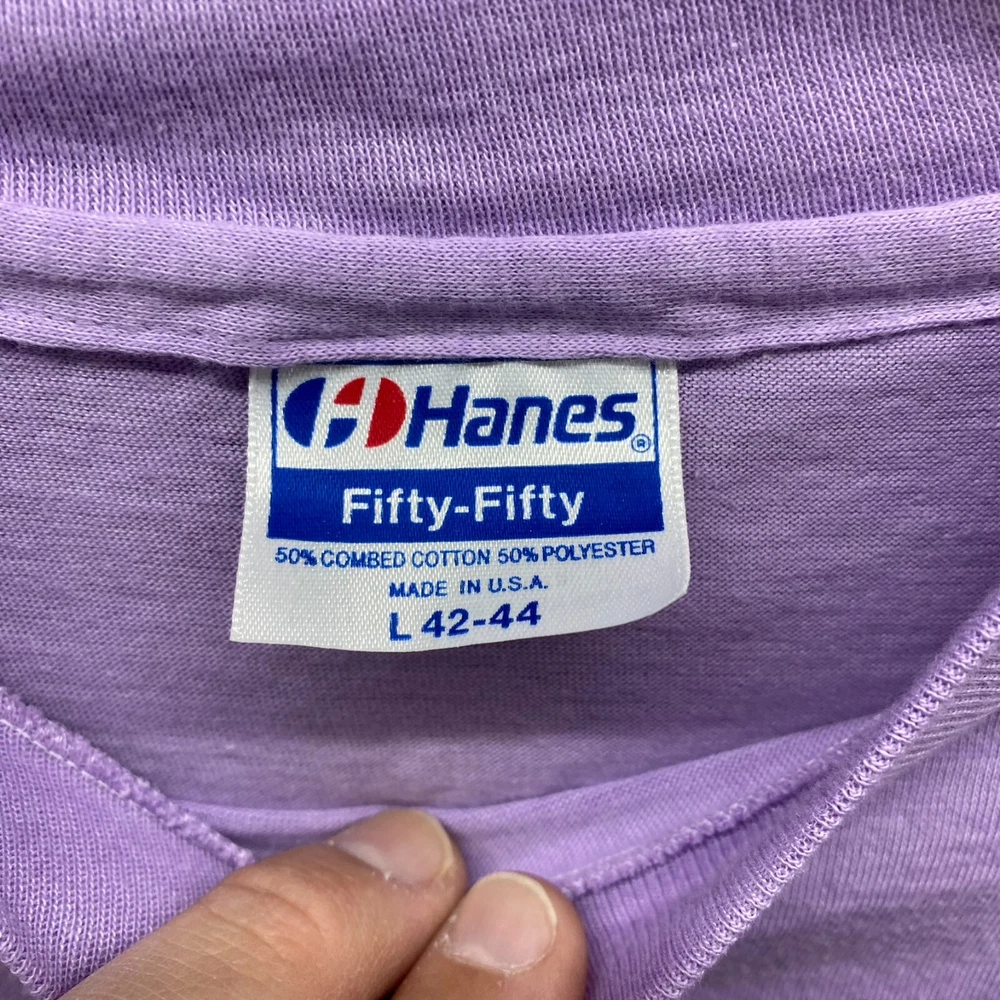 Hanes®
Fifty-Fifty
50% COMBED COTTON 50% POLYESTER
MADE IN U.S.A.
L 42-44